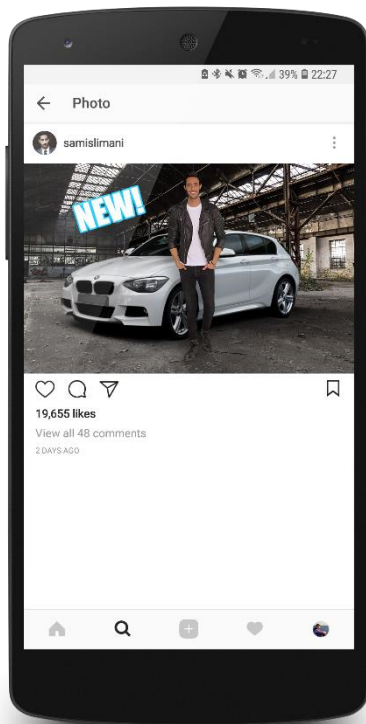 39% 22:27
Photo
samislimani
NEW!
19,655 likes
View all 48 comments
2 DAYS AGO